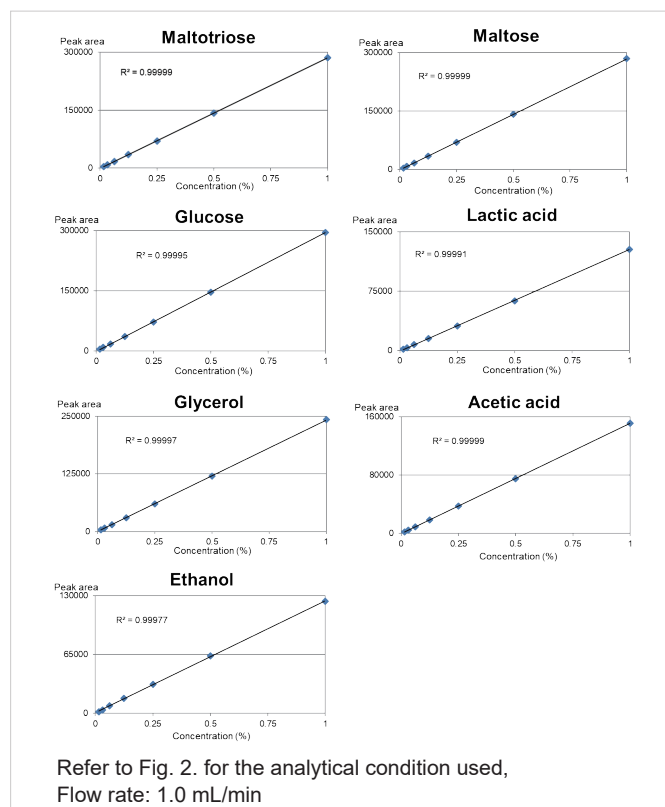 Maltotriose
Peak area
300000
R² = 0.99999
150000
0
0 0.25 0.5 0.75 1
Concentration (%)
Maltose
Peak area
300000
R² = 0.99999
150000
0
0 0.25 0.5 0.75 1
Concentration (%)
Glucose
Peak area
300000
R² = 0.99995
150000
0
0 0.25 0.5 0.75 1
Concentration (%)
Lactic acid
Peak area
150000
R² = 0.99991
75000
0
0 0.25 0.5 0.75 1
Concentration (%)
Glycerol
Peak area
250000
R² = 0.99997
125000
0
0 0.25 0.5 0.75 1
Concentration (%)
Acetic acid
Peak area
160000
R² = 0.99999
80000
0
0 0.25 0.5 0.75 1
Concentration (%)
Ethanol
Peak area
130000
R² = 0.99977
65000
0
0 0.25 0.5 0.75 1
Concentration (%)
Refer to Fig. 2. for the analytical condition used,
Flow rate: 1.0 mL/min